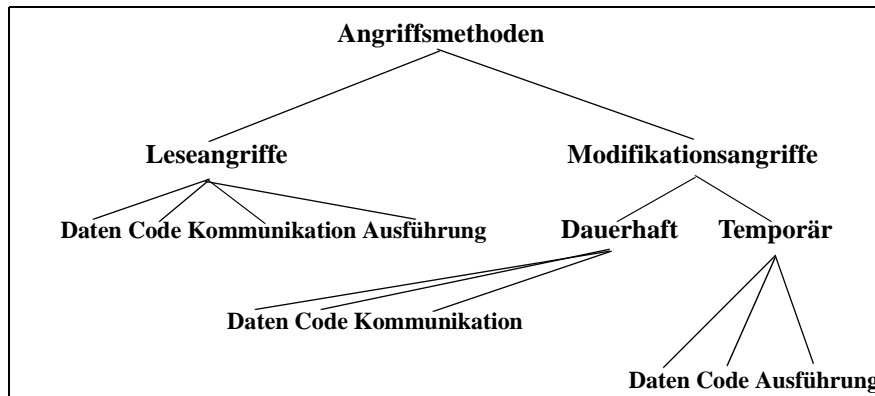 Angriffsmethoden
Leseangriffe Modifikationsangriffe
Daten Code Kommunikation Ausführung Dauerhaft Temporär
Daten Code Kommunikation
Daten Code Ausführung